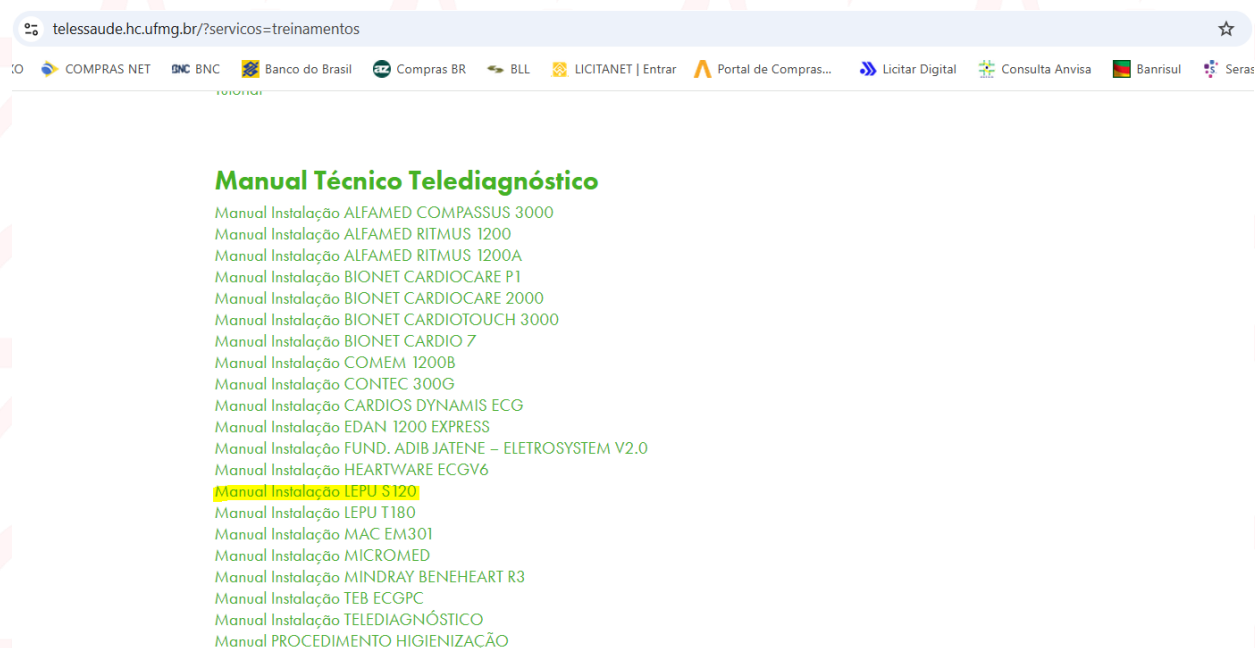 telessaude.hc.ufmg.br/?servicos=treinamentos
COMPRAS NET BNC BNC Banco do Brasil az Compras BR BLL LICITANET | Entrar Portal de Compras... Licitar Digital Consulta Anvisa Banrisul Seras
Tutorial
Manual Técnico Telediagnóstico
Manual Instalação ALFAMED COMPASSUS 3000
Manual Instalação ALFAMED RITMUS 1200
Manual Instalação ALFAMED RITMUS 1200A
Manual Instalação BIONET CARDIOCARE P1
Manual Instalação BIONET CARDIOCARE 2000
Manual Instalação BIONET CARDIOTOUCH 3000
Manual Instalação BIONET CARDIO 7
Manual Instalação COMEM 1200B
Manual Instalação CONTEC 300G
Manual Instalação CARDIOS DYNAMIS ECG
Manual Instalação EDAN 1200 EXPRESS
Manual Instalação FUND. ADIB JATENE – ELETROSYSTEM V2.0
Manual Instalação HEARTWARE ECGV6
Manual Instalação LEPU S120
Manual Instalação LEPU T180
Manual Instalação MAC EM301
Manual Instalação MICROMED
Manual Instalação MINDRAY BENEHEART R3
Manual Instalação TEB ECGPC
Manual Instalação TELEDIAGNÓSTICO
Manual PROCEDIMENTO HIGIENIZAÇÃO